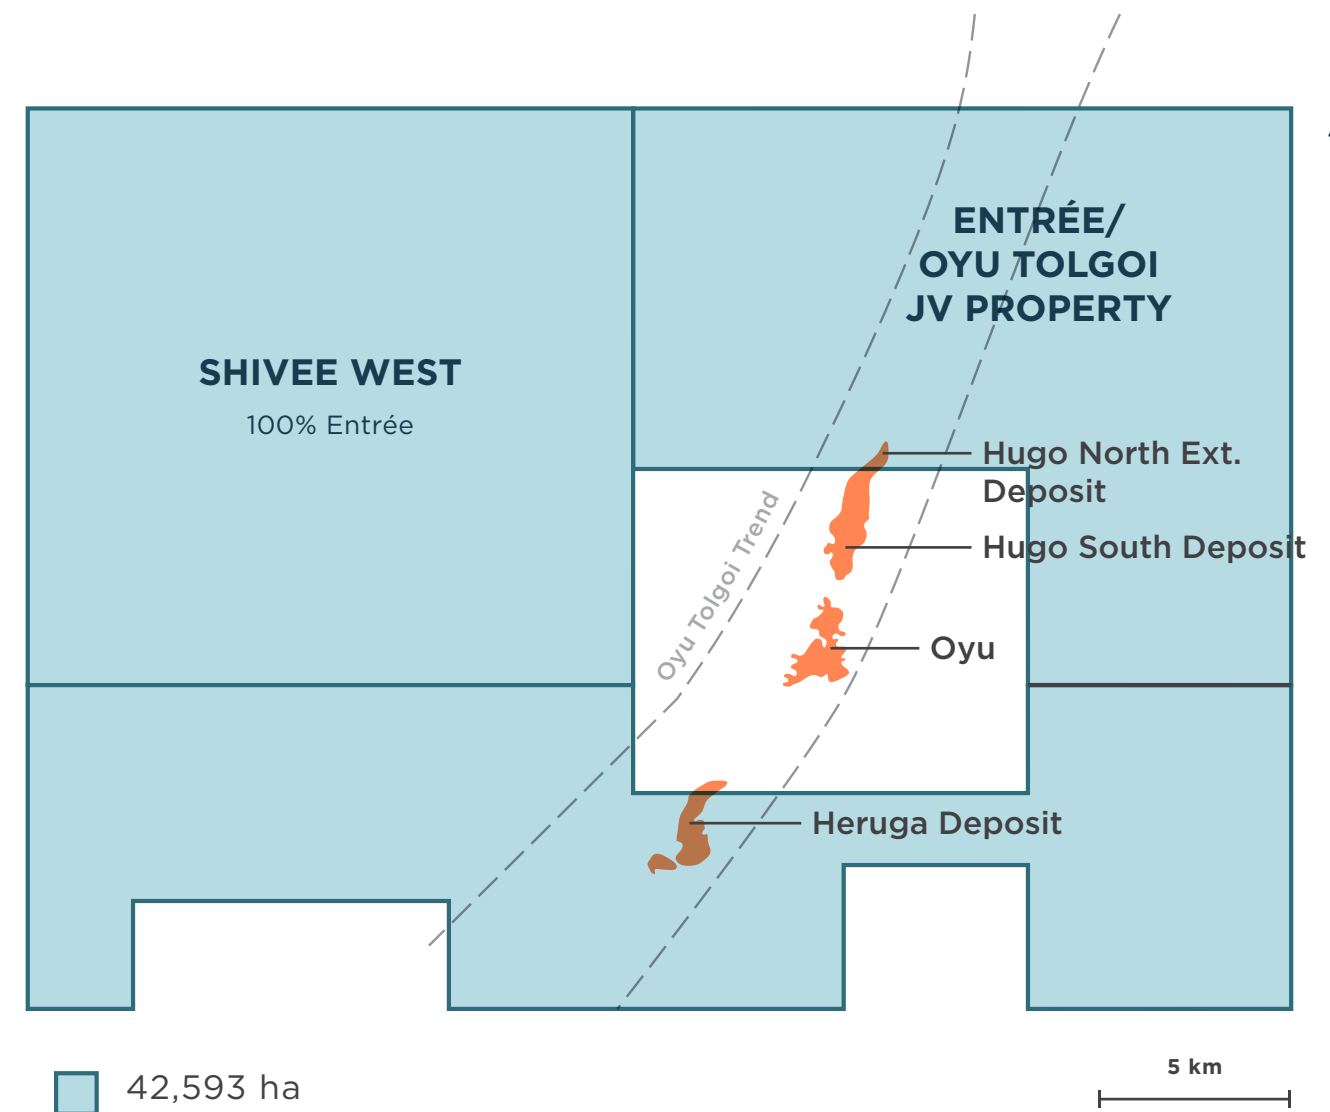 ENTRÉE/
OYU TOLGOI
JV PROPERTY
SHIVEE WEST
100% Entrée
Hugo North Ext.
Deposit
Oyu Tolgoi Trend
Hugo South Deposit
Oyu
Heruga Deposit
5 km
42,593 ha